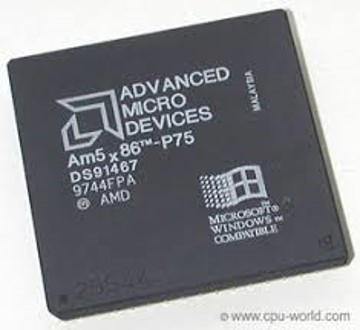 ADVANCED
MICRO
DEVICES
MALAYSIA
Am5x86™-P75
DS91467
9744FPA
© AMD
MICROSOFT®
WINDOWS™
COMPATIBLE
© www.cpu-world.com